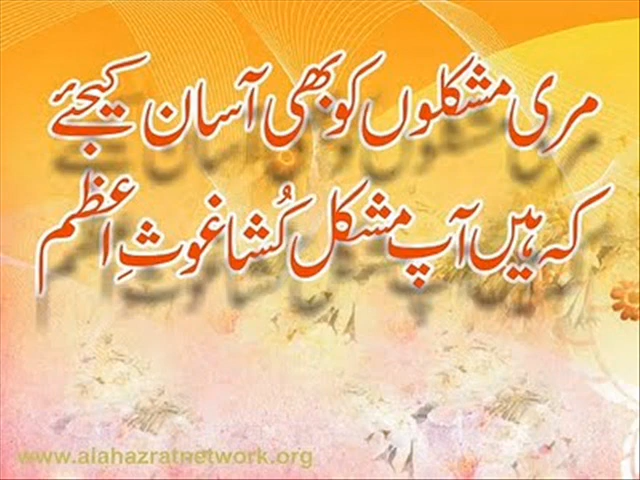 مری مشکلوں کو بھی آسان کیجئے
کہ ہیں آپ مشکل کُشا غوثِ اعظم
www.alahazratnetwork.org